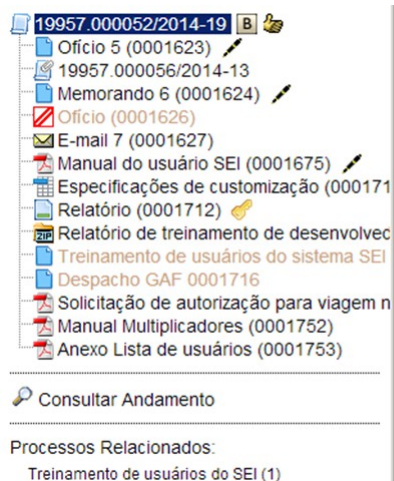 19957.000052/2014-19 B
Ofício 5 (0001623)
19957.000056/2014-13
Memorando 6 (0001624)
Ofício (0001626)
E-mail 7 (0001627)
Manual do usuário SEI (0001675)
Especificações de customização (000171
Relatório (0001712)
ZIP Relatório de treinamento de desenvolved
Treinamento de usuários do sistema SEI
Despacho GAF 0001716
Solicitação de autorização para viagem n
Manual Multiplicadores (0001752)
Anexo Lista de usuários (0001753)
Consultar Andamento
Processos Relacionados:
Treinamento de usuários do SEI (1)